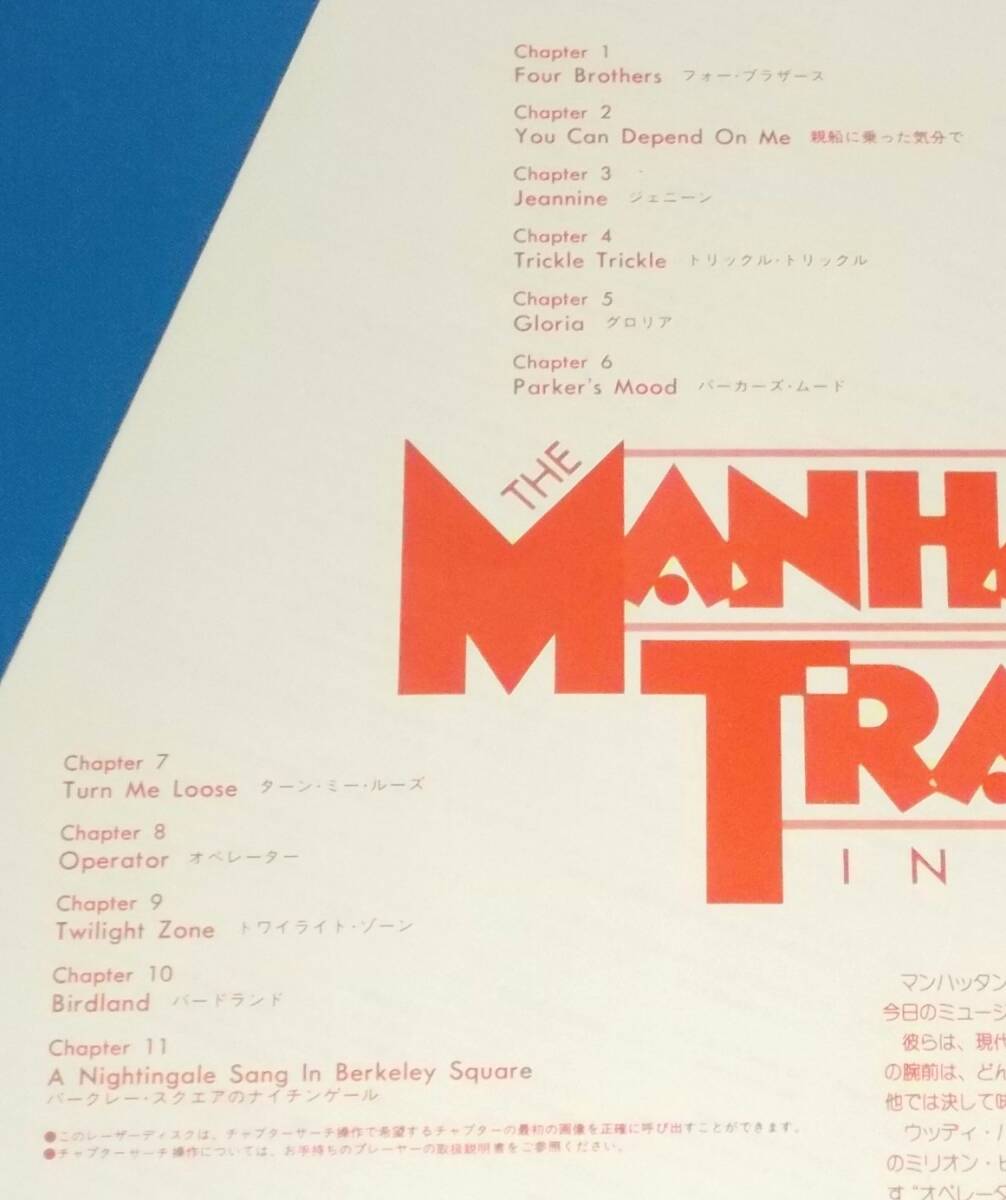 Chapter 1
Four Brothers フォー・ブラザース
Chapter 2
You Can Depend On Me 親船に乗った気分で
Chapter 3
Jeannine ジェニーン
Chapter 4
Trickle Trickle トリックル・トリックル
Chapter 5
Gloria グロリア
Chapter 6
Parker's Mood パーカーズ・ムード
THE
MANHA
TRA
IN
Chapter 7
Turn Me Loose ターン・ミー・ルーズ
Chapter 8
Operator オペレーター
Chapter 9
Twilight Zone トワイライト・ゾーン
Chapter 10
Birdland バードランド
Chapter 11
A Nightingale Sang In Berkeley Square
バークレー・スクエアのナイチンゲール
●このレーザーディスクは、チャプターサーチ操作で希望するチャプターの最初の画像を正確に呼び出すことができます。
●チャプターサーチ操作については、お手持ちのプレーヤーの取扱説明書をご参照ください。
マンハッタン
今日のミュージ
彼らは、現代
の腕前は、どん
他では決して味
ウッディ・ハ
のミリオン・ヒ
す"オペレータ